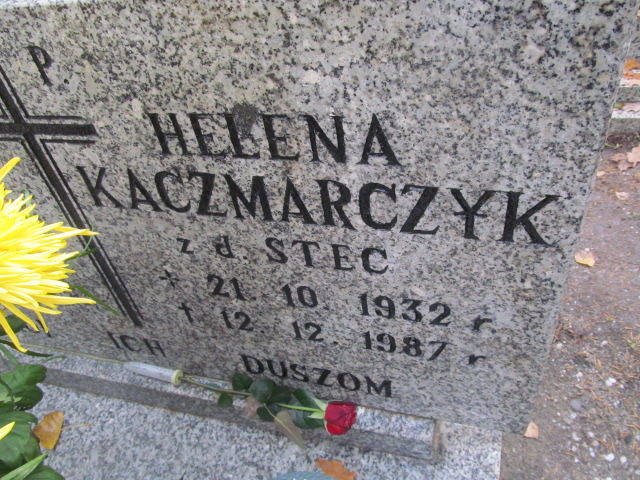 P
HELENA
KACZMARCZYK
z d. STEC
* 21. 10. 1932 r.
† 12. 12. 1987 r.
ICH DUSZOM